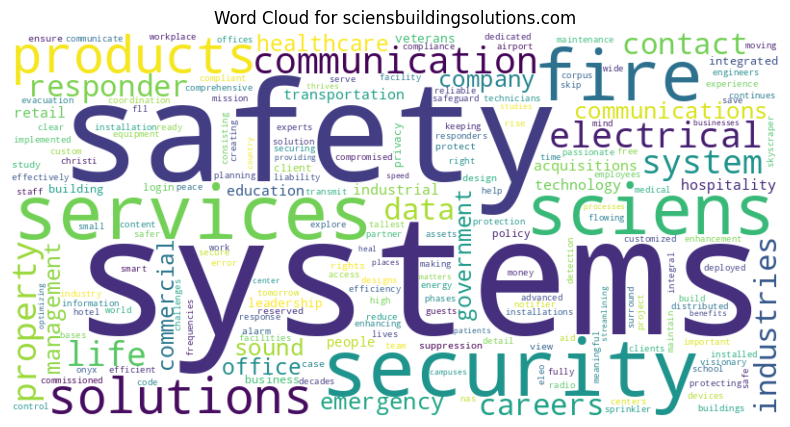 Word Cloud for sciensbuildingsolutions.com
ensure communicate workplace offices healthcare veterans compliance dedicated airport maintenance moving
products communication fire contact integrated engineers
compliant comprehensive facility wide corpus skip experience continues
responder mission serve company reliable safeguard technicians save
evacuation coordination fll transportation communications mind businesses
retail thrives experts studies electrical skyscraper
clear installation ready securing keeping responders rise
custom equipment solution providing privacy protect passionate free
implemented creating consisting compromised right time employees system
study christi planning country client acquisitions
effectively liability speed industrial design medical
staff building login peace transmit education help technology hospitality
safety
services data sciens
small content explore tallest partner assets protection processes flowing
safer policy customized enhancement
property management work places making government money deployed
secure error smart heal rights access energy matters advanced
optimizing industry center designs efficiency phases notifier integral
commercial challenges tomorrow leadership high installations
systems
information world reserved reduce lives detection build distributed
hotel facilities enhancing guests surround project benefits
bases response alarm detail view clients maintain important
life sound people suppression aid meaningful streamlining installed
frequencies office case team patients visionary school
onyx efficient business decades eleo fully protecting safe industries
commissioned code security radio campuses centers devices
control solutions emergency nas careers sprinkler buildings